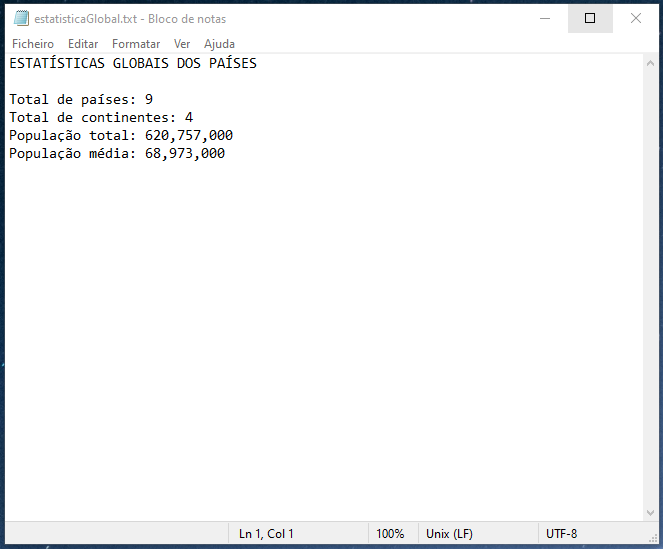 estatisticaGlobal.txt - Bloco de notas
Ficheiro Editar Formatar Ver Ajuda
ESTATÍSTICAS GLOBAIS DOS PAÍSES
Total de países: 9
Total de continentes: 4
População total: 620,757,000
População média: 68,973,000
Ln 1, Col 1 100% Unix (LF) UTF-8